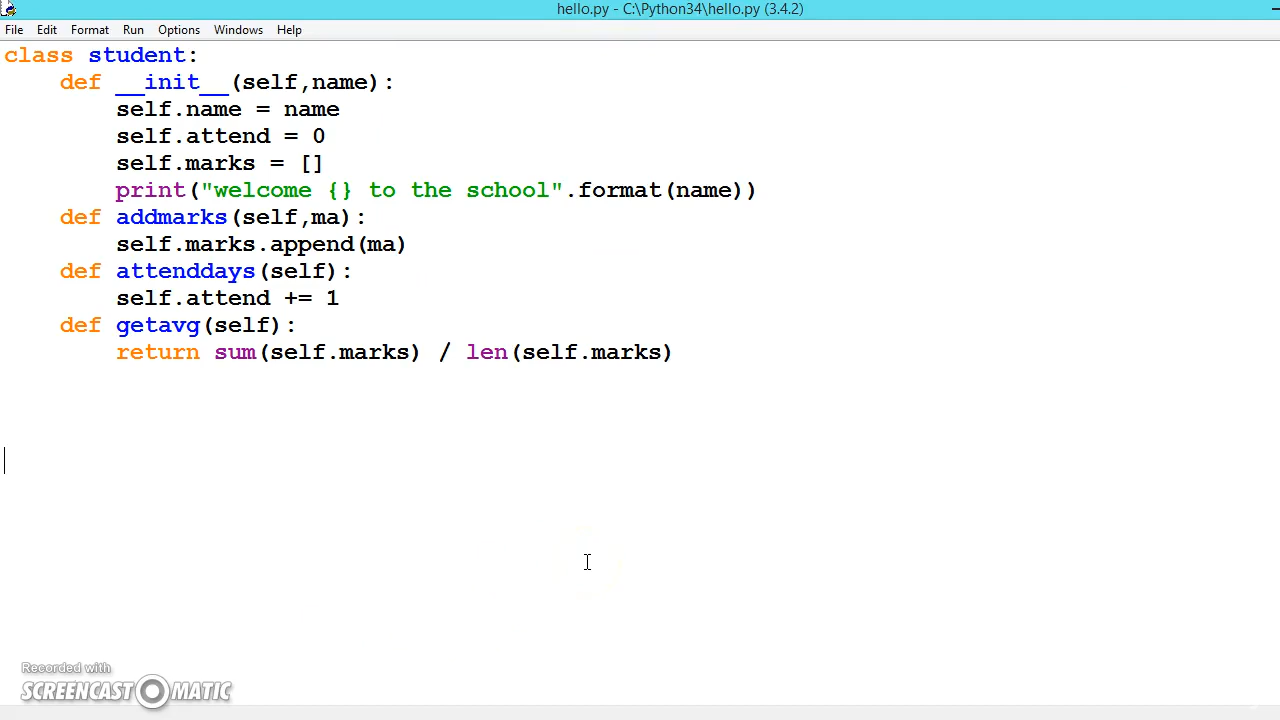 hello.py - C:\Python34\hello.py (3.4.2)
File Edit Format Run Options Windows Help
class student:
    def __init__(self,name):
        self.name = name
        self.attend = 0
        self.marks = []
        print("welcome {} to the school".format(name))
    def addmarks(self,ma):
        self.marks.append(ma)
    def attenddays(self):
        self.attend += 1
    def getavg(self):
        return sum(self.marks) / len(self.marks)
Recorded with
SCREENCAST O MATIC